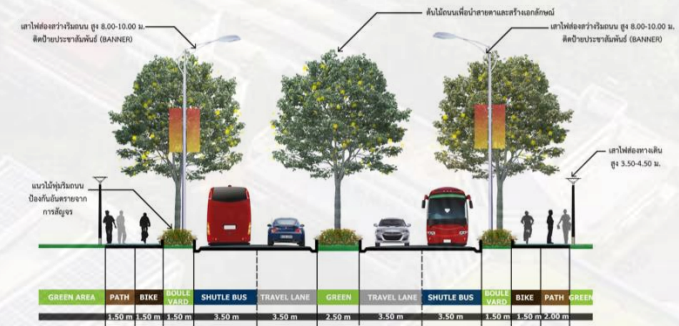 ต้นไม้ถนนเพื่อนำสายตาและสร้างเอกลักษณ์
เสาไฟส่องสว่างริมถนน สูง 8.00-10.00 ม.
ติดป้ายประชาสัมพันธ์ (BANNER)
เสาไฟส่องสว่างริมถนน สูง 8.00-10.00 ม.
ติดป้ายประชาสัมพันธ์ (BANNER)
เสาไฟส่องทางเดิน
สูง 3.50-4.50 ม.
แนวไม้พุ่มริมถนน
ป้องกันอันตรายจาก
การสัญจร
GREEN AREA PATH BIKE BOULE VARD SHUTLE BUS TRAVEL LANE GREEN TRAVEL LANE SHUTLE BUS BOULE VARD BIKE PATH GREEN
1.50 m 1.50 m 1.50 m 3.50 m 3.50 m 2.50 m 3.50 m 3.50 m 1.50 m 1.50 m 2.00 m